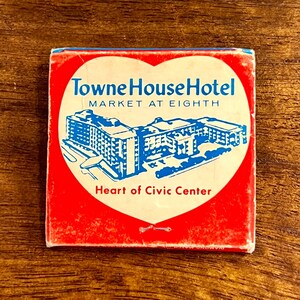 TowneHouseHotel
MARKET AT EIGHTH
Heart of Civic Center